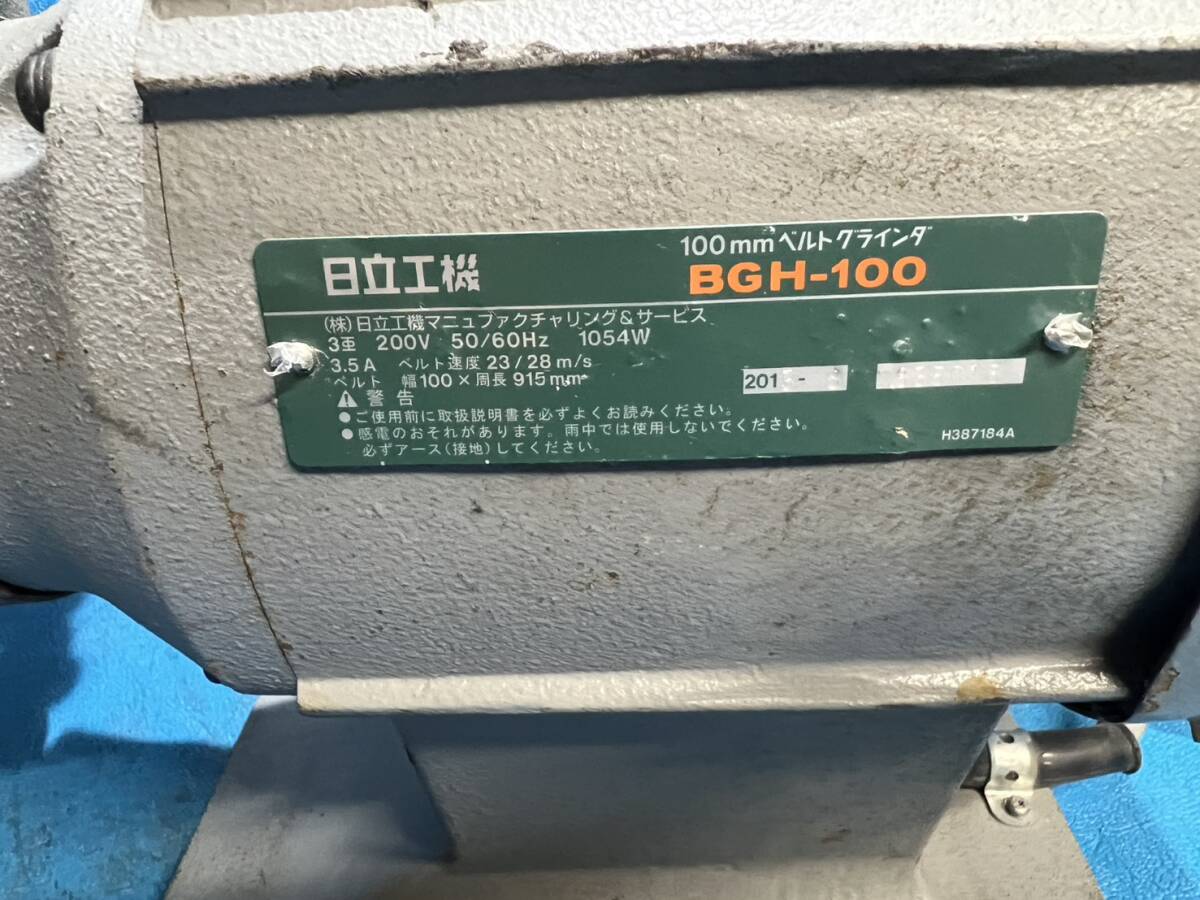 日立工機
100mmベルトグラインダ
BGH-100
(株)日立工機マニュファクチャリング&サービス
3亜 200V 50/60Hz 1054W
3.5A ベルト速度23/28m/s
ベルト 幅100×周長915mm
201 -
警告
●ご使用前に取扱説明書を必ずよくお読みください。
●感電のおそれがあります。雨中では使用しないでください。
必ずアース(接地)してください。
H387184A